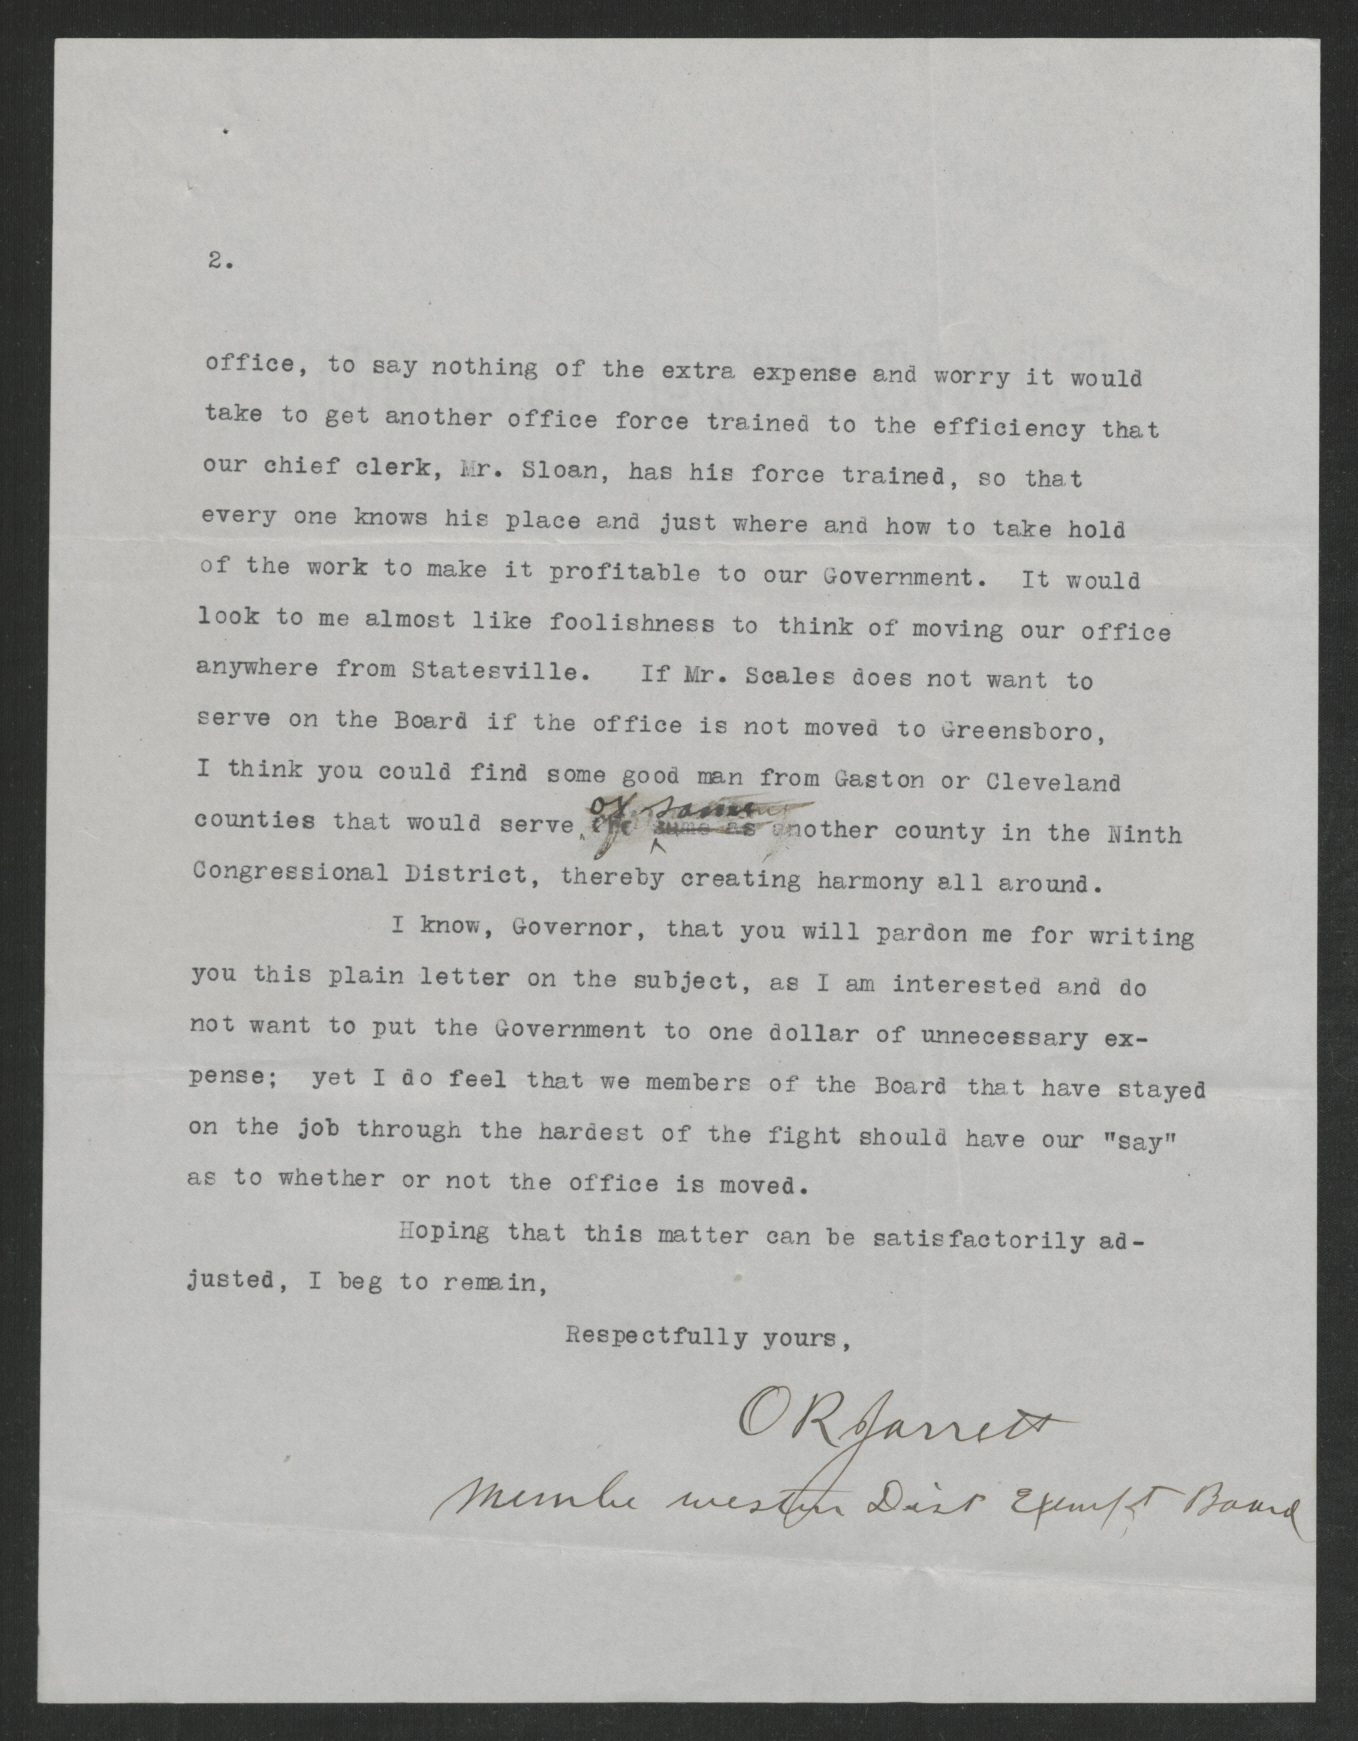 2.
office, to say nothing of the extra expense and worry it would
take to get another office force trained to the efficiency that
our chief clerk, Mr. Sloan, has his force trained, so that
every one knows his place and just where and how to take hold
of the work to make it profitable to our Government. It would
look to me almost like foolishness to think of moving our office
anywhere from Statesville. If Mr. Scales does not want to
serve on the Board if the office is not moved to Greensboro,
I think you could find some good man from Gaston or Cleveland
or some
counties that would serve another county in the Ninth
Congressional District, thereby creating harmony all around.
I know, Governor, that you will pardon me for writing
you this plain letter on the subject, as I am interested and do
not want to put the Government to one dollar of unnecessary ex-
pense; yet I do feel that we members of the Board that have stayed
on the job through the hardest of the fight should have our "say"
as to whether or not the office is moved.
Hoping that this matter can be satisfactorily ad-
justed, I beg to remain,
Respectfully yours,
O R Jarrett
Membe western Dist Exempt Board